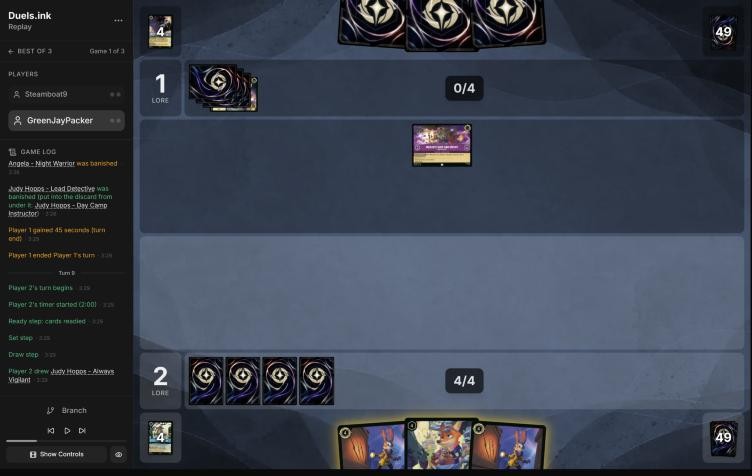 Duels.ink
Replay
...
← BEST OF 3
Game 1 of 3
PLAYERS
Steamboat9
GreenJayPacker
GAME LOG
Angela - Night Warrior was banished
3:28
Judy Hopps - Lead Detective was
banished (put into the discard from
under it: Judy Hopps - Day Camp
Instructor) · 3:28
Player 1 gained 45 seconds (turn
end) · 3:29
Player 1 ended Player 1's turn · 3:29
Turn 9
Player 2's turn begins · 3:29
Player 2's timer started (2:00) · 3:29
Ready step: cards readied · 3:29
Set step · 3:29
Draw step · 3:29
Player 2 drew Judy Hopps - Always
Vigilant · 3:29
Branch
Show Controls
4
49
1
LORE
0/4
2
LORE
4/4
4
4
4
4
49